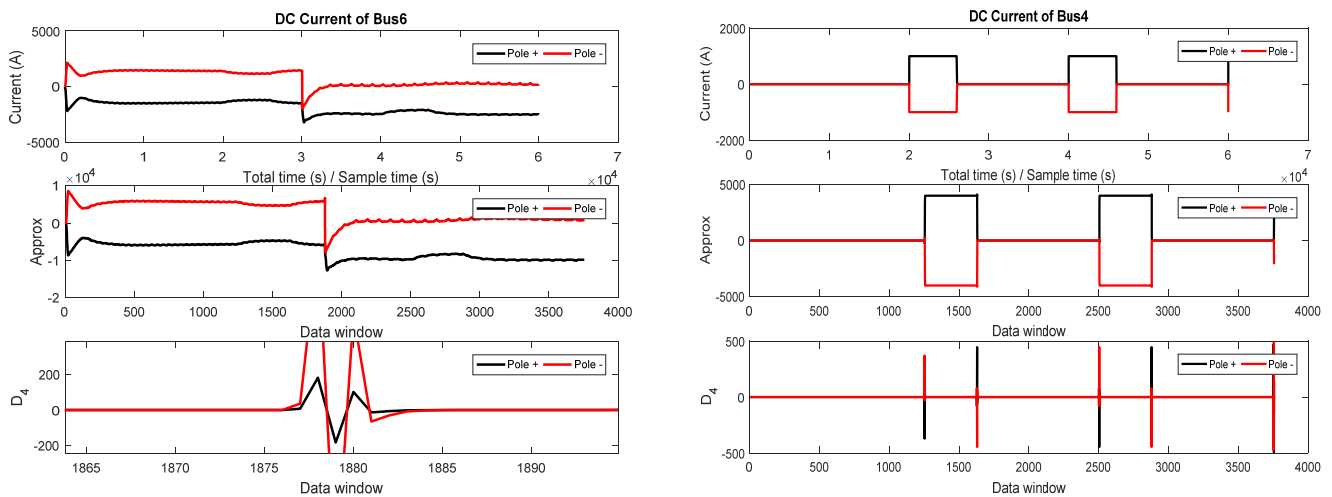 DC Current of Bus6
5000
0
-5000
Current (A)
Pole + Pole -
0 1 2 3 4 5 6 7
Total time (s) / Sample time (s)
×10^4
×10^4
1
0
-1
-2
Approx
Pole + Pole -
0 500 1000 1500 2000 2500 3000 3500 4000
Data window
200
0
-200
D_4
Pole + Pole -
1865 1870 1875 1880 1885 1890
Data window
DC Current of Bus4
2000
0
-2000
Current (A)
Pole + Pole -
0 1 2 3 4 5 6 7
Total time (s) / Sample time (s)
×10^4
5000
0
-5000
Approx
Pole + Pole -
0 500 1000 1500 2000 2500 3000 3500 4000
Data window
500
0
-500
D_4
Pole + Pole -
0 500 1000 1500 2000 2500 3000 3500 4000
Data window